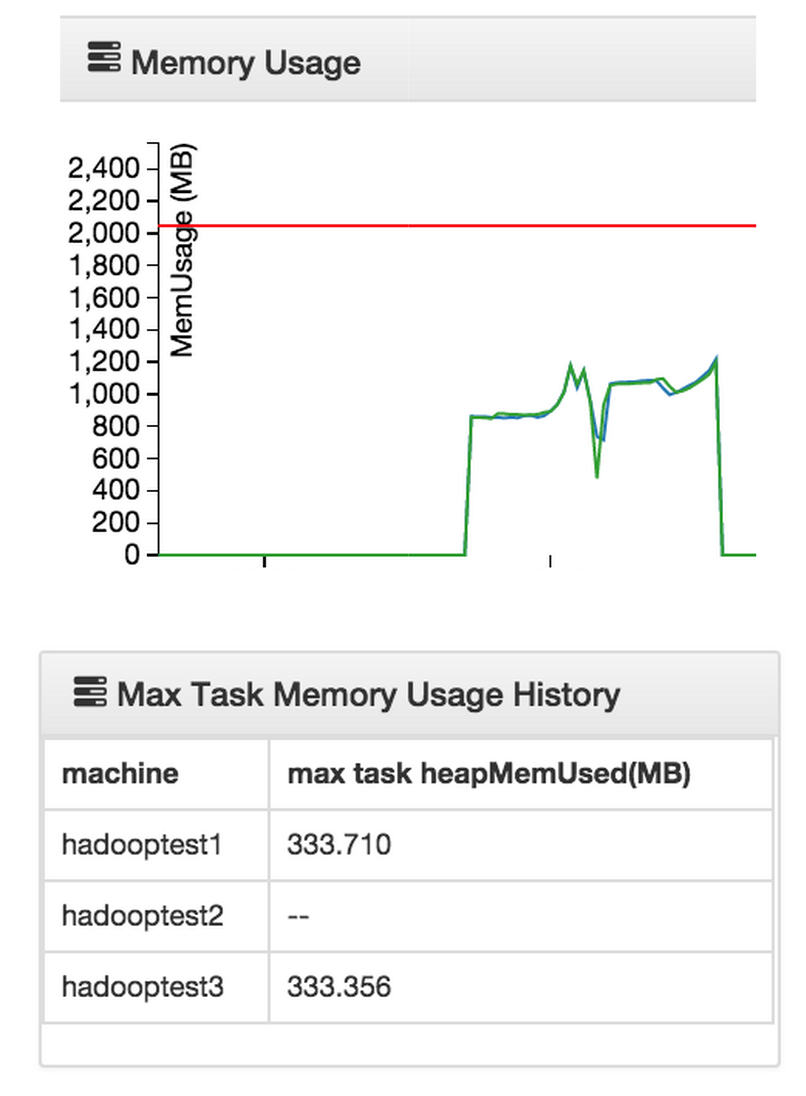 Memory Usage
MemUsage (MB)
2,400
2,200
2,000
1,800
1,600
1,400
1,200
1,000
800
600
400
200
0
Max Task Memory Usage History
machine max task heapMemUsed(MB)
hadooptest1 333.710
hadooptest2 --
hadooptest3 333.356